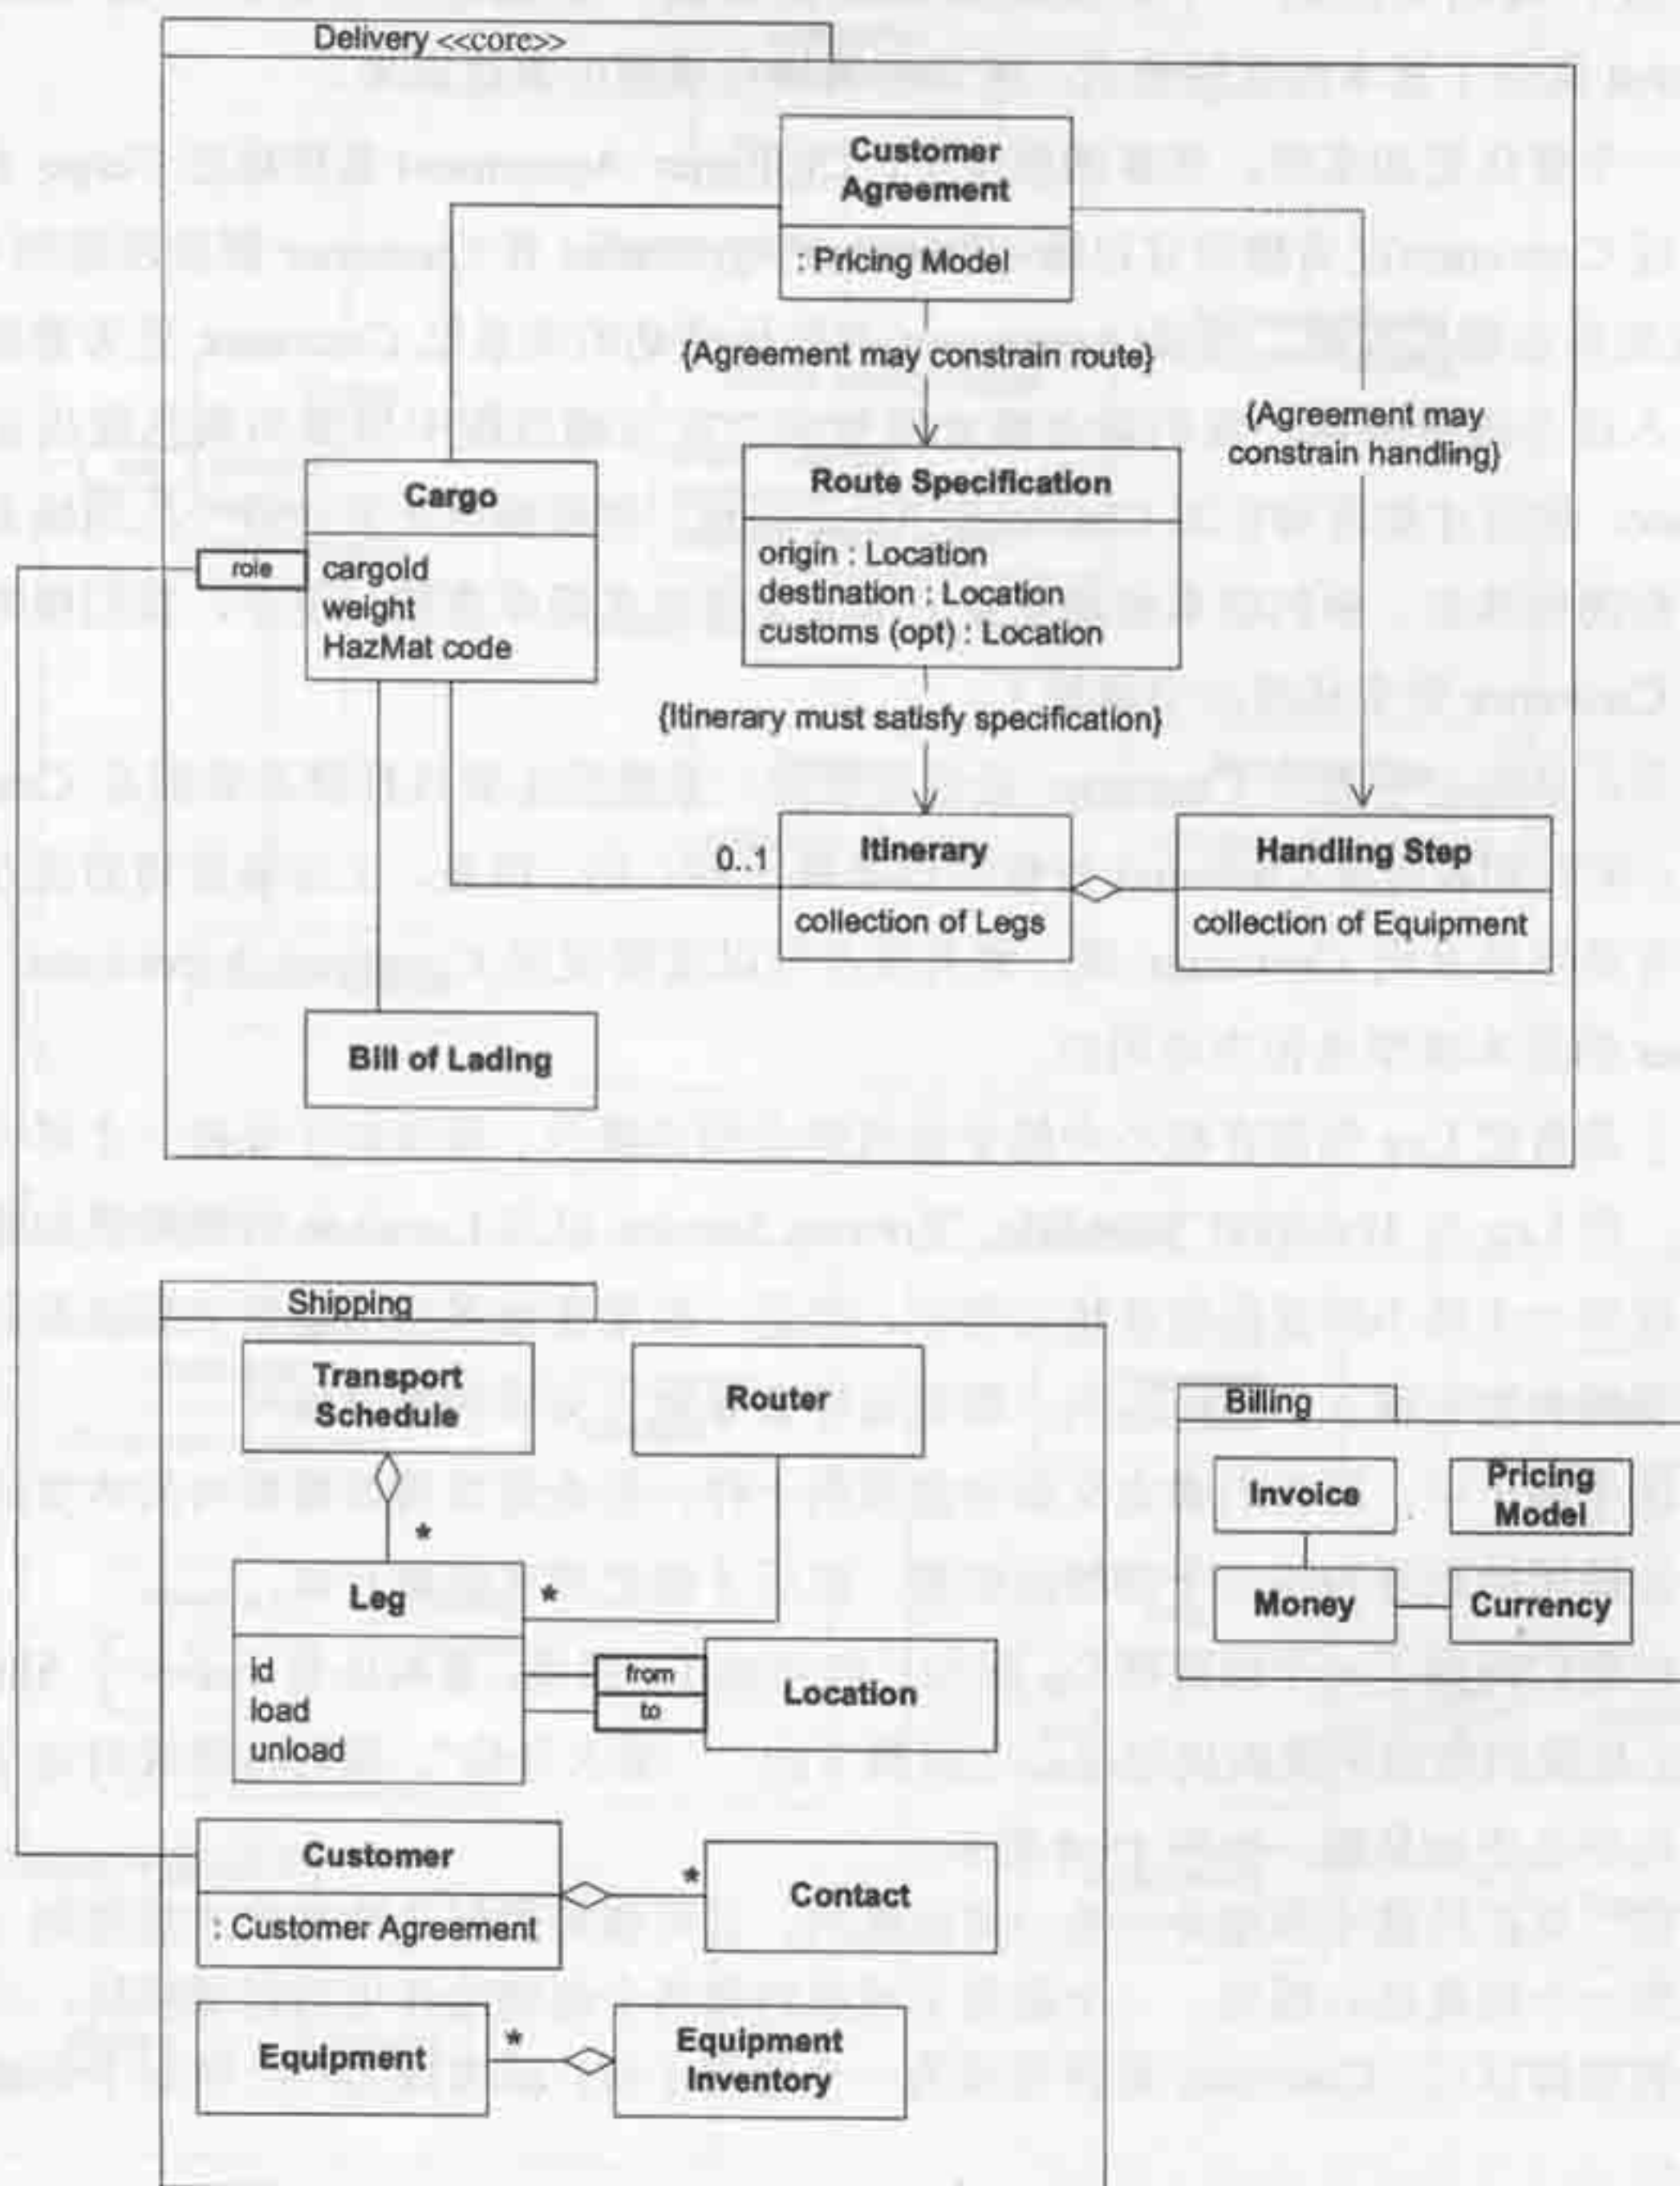 Delivery <<core>>
Customer
Agreement
: Pricing Model
{Agreement may constrain route}
{Agreement may
constrain handling}
Cargo
role
cargoId
weight
HazMat code
Route Specification
origin : Location
destination : Location
customs (opt) : Location
{Itinerary must satisfy specification}
0..1
Itinerary
collection of Legs
Handling Step
collection of Equipment
Bill of Lading
Shipping
Transport
Schedule
Router
*
Leg
*
id
load
unload
from
to
Location
Customer
: Customer Agreement
*
Contact
Equipment
*
Equipment
Inventory
Billing
Invoice
Pricing
Model
Money
Currency